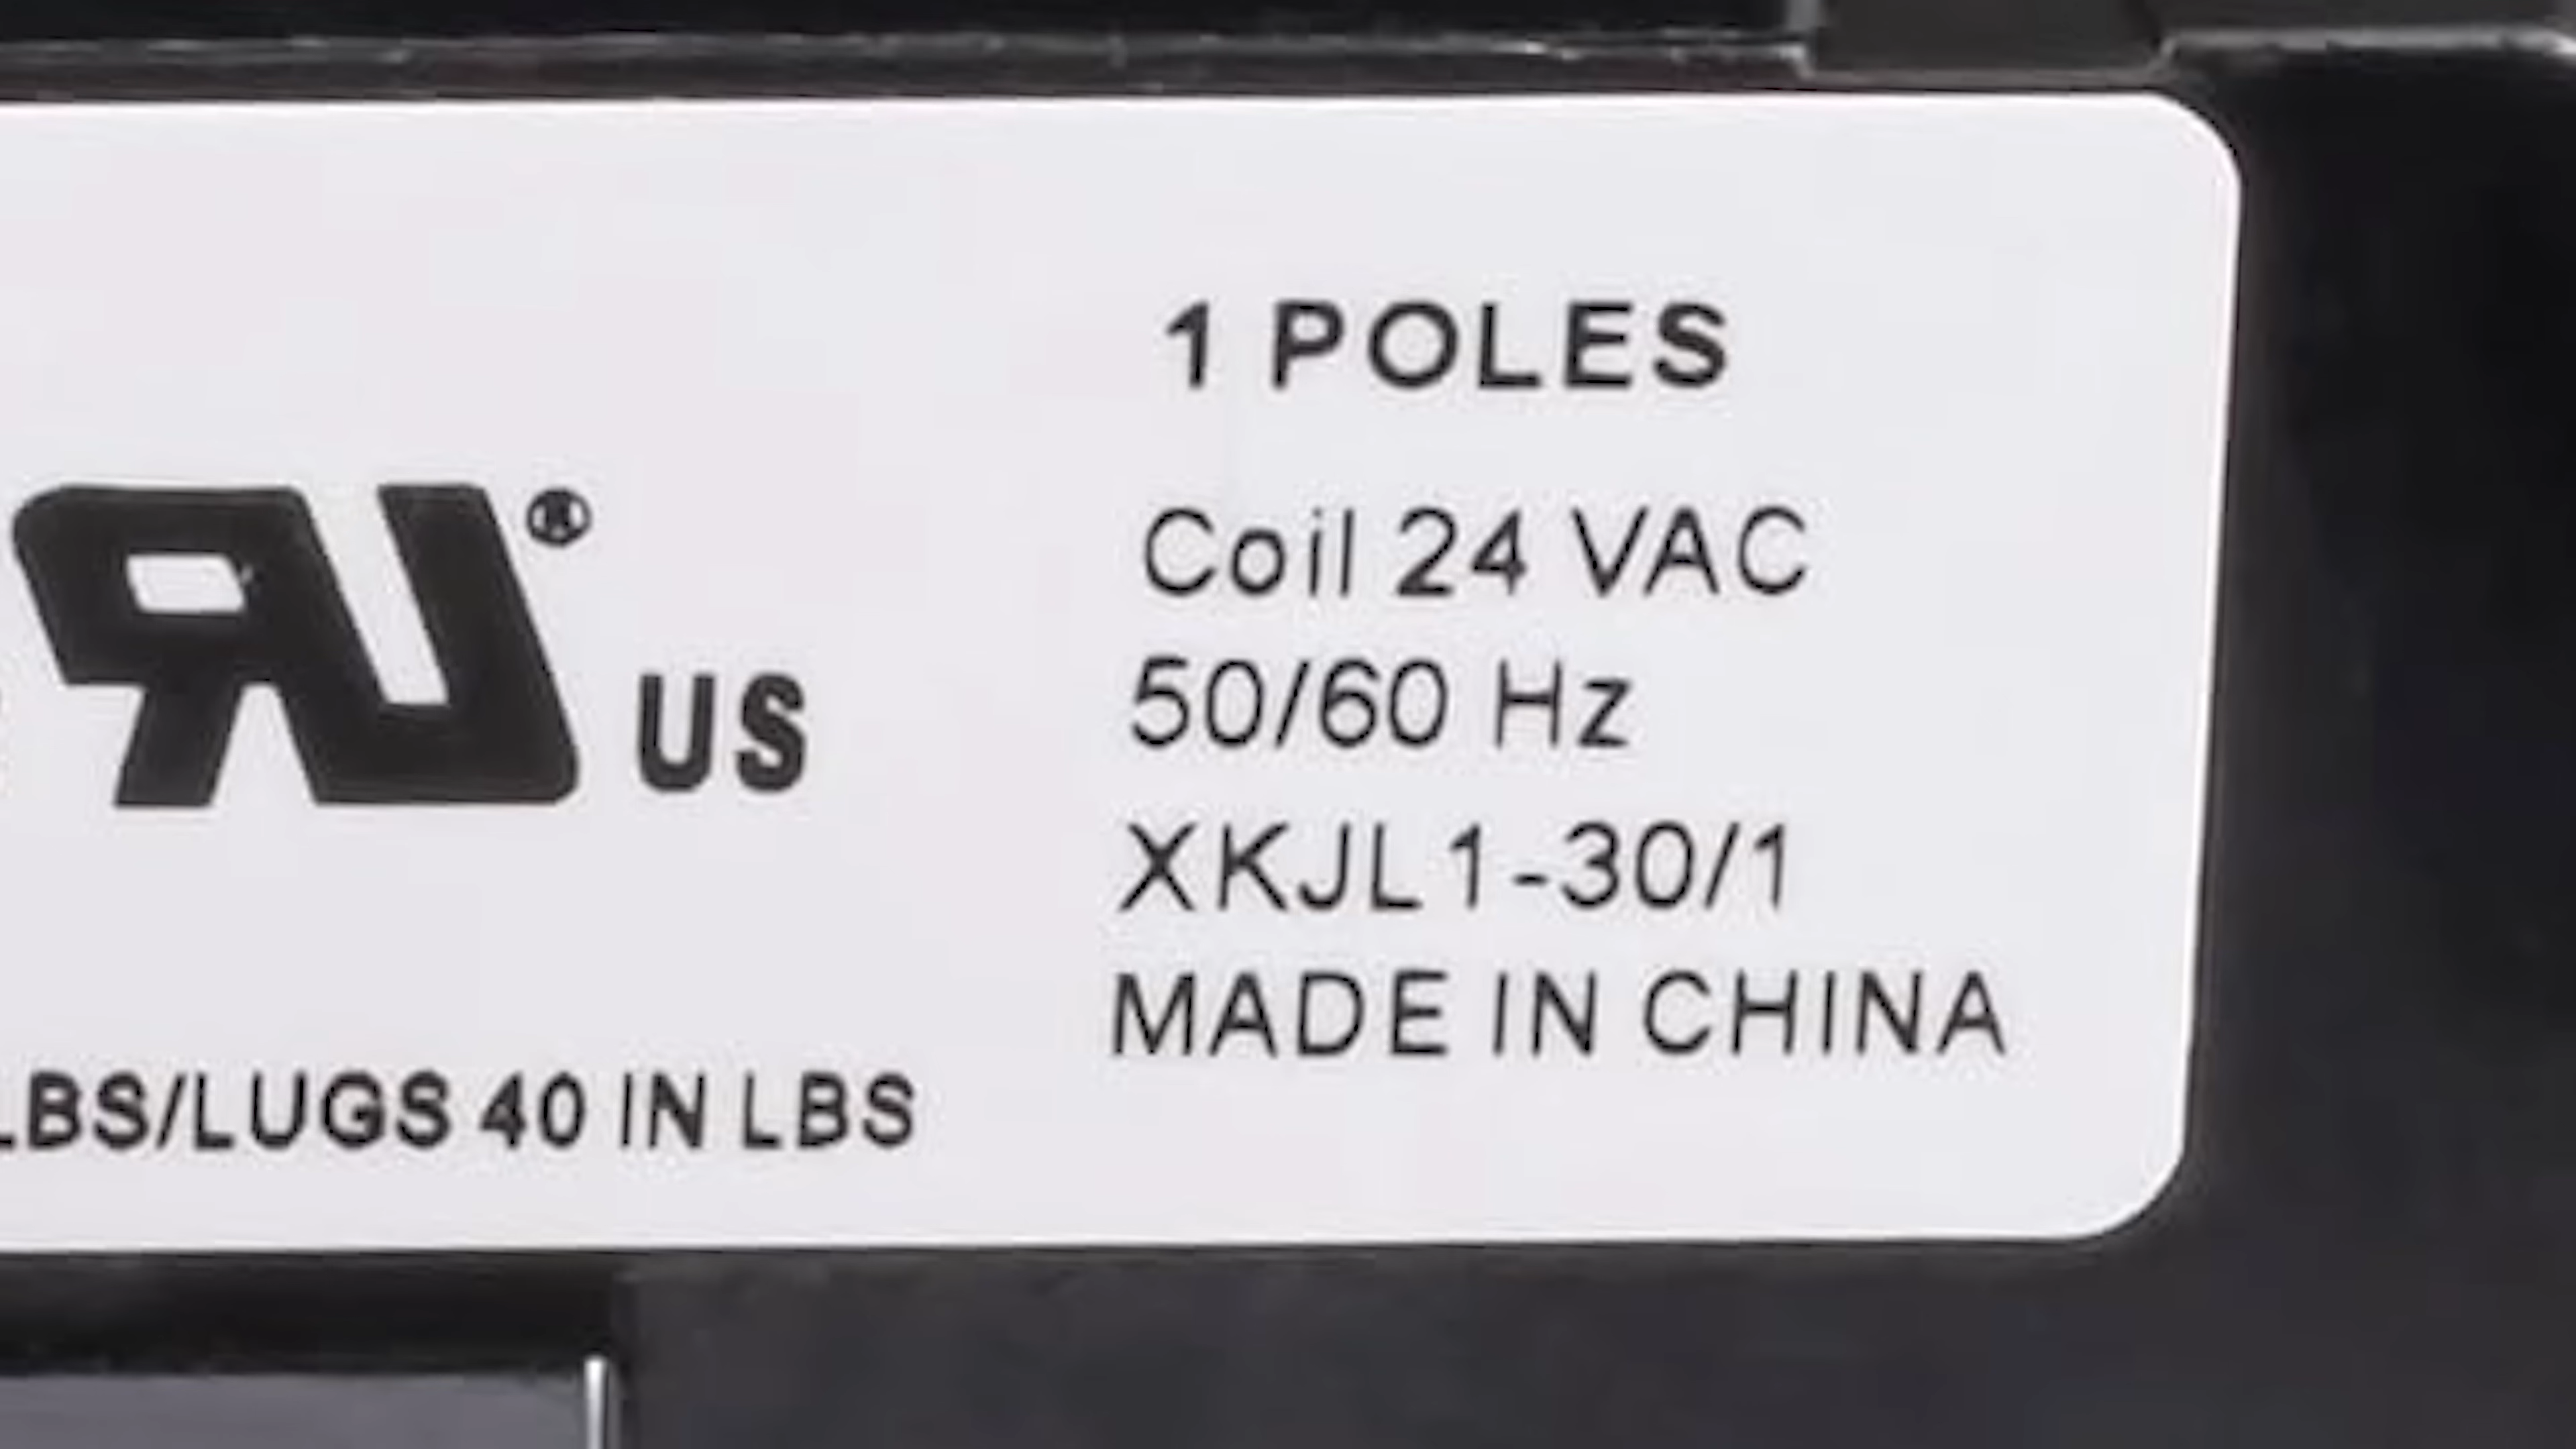 1 POLES
Coil 24 VAC
50/60 Hz
XKJL1-30/1
MADE IN CHINA
RU® US
LBS/LUGS 40 IN LBS